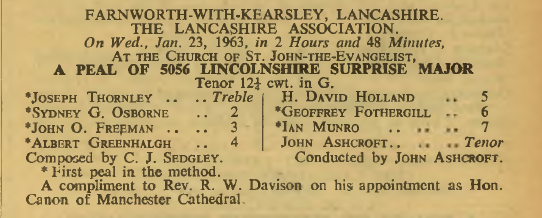 FARNWORTH-WITH-KEARSLEY, LANCASHIRE.
THE LANCASHIRE ASSOCIATION.
On Wed., Jan. 23, 1963, in 2 Hours and 48 Minutes,
AT THE CHURCH OF ST. JOHN-THE-EVANGELIST,
A PEAL OF 5056 LINCOLNSHIRE SURPRISE MAJOR
Tenor 12¼ cwt. in G.
*JOSEPH THORNLEY .. .. Treble
*SYDNEY G. OSBORNE .. 2
*JOHN O. FREEMAN .. .. 3
*ALBERT GREENHALGH .. 4
H. DAVID HOLLAND .. 5
*GEOFFREY FOTHERGILL .. 6
*IAN MUNRO .. .. .. 7
JOHN ASHCROFT .. .. Tenor
Composed by C. J. SEDGLEY. Conducted by JOHN ASHCROFT.
* First peal in the method.
A compliment to Rev. R. W. Davison on his appointment as Hon.
Canon of Manchester Cathedral.